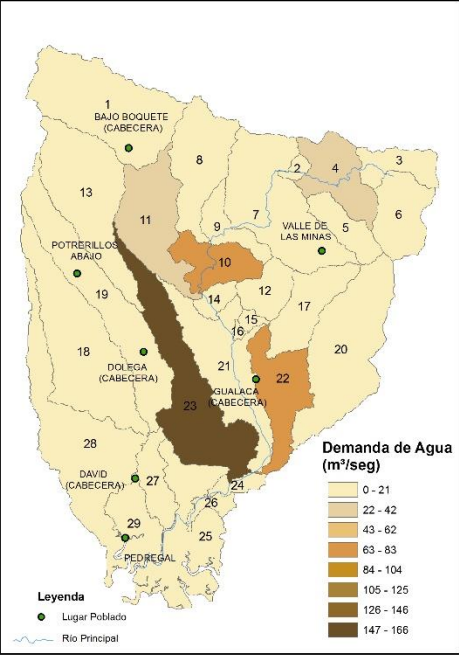 1
BAJO BOQUETE
(CABECERA)
8
2
4
3
13
11
9
7
VALLE DE
LAS MINAS
5
6
POTRERILLOS
ABAJO
10
19
14
12
17
15
16
18
DOLEGA
(CABECERA)
21
20
22
GUALACA
(CABECERA)
23
28
DAVID
(CABECERA)
27
24
26
29
25
PEDREGAL
Demanda de Agua
(m³/seg)
0 - 21
22 - 42
43 - 62
63 - 83
84 - 104
105 - 125
126 - 146
147 - 166
Leyenda
Lugar Poblado
Río Principal